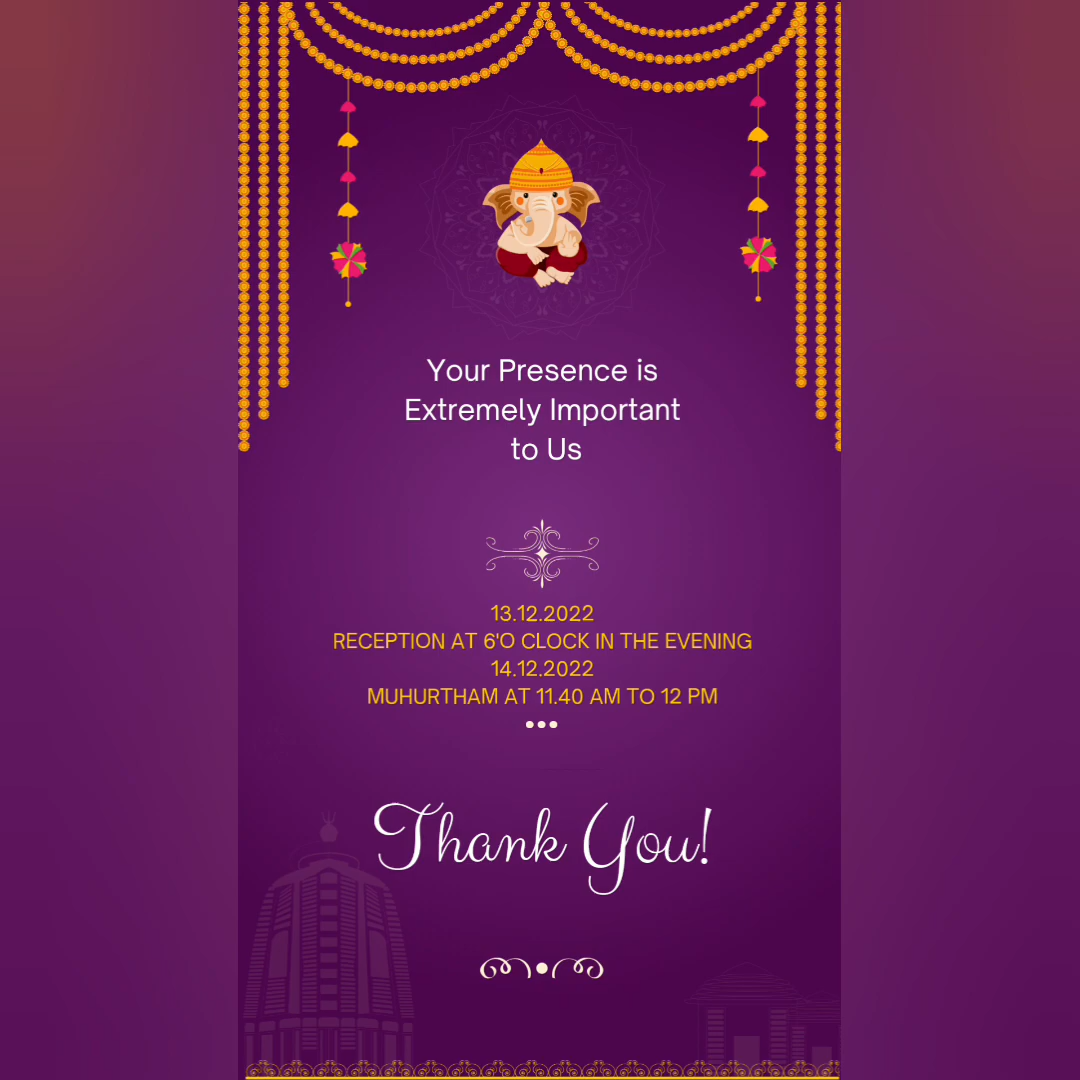 Your Presence is
Extremely Important
to Us
13.12.2022
RECEPTION AT 6'O CLOCK IN THE EVENING
14.12.2022
MUHURTHAM AT 11.40 AM TO 12 PM
Thank You!